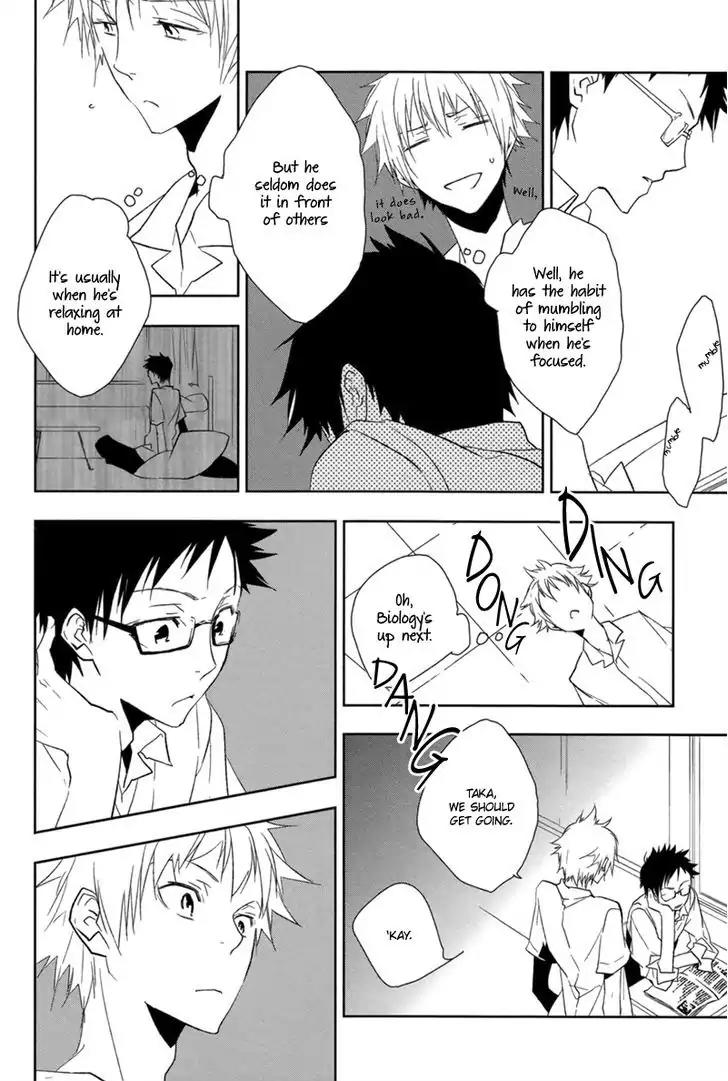 mumble
mumble
Well, he
has the habit
of mumbling
to himself
when he's
focused.
Well,
it does
look bad.
But he
seldom does
it in front
of others
It's usually
when he's
relaxing at
home.
DING
DONG
DANG
Oh,
Biology's
up next.
TAKA,
WE SHOULD
GET GOING.
'KAY.